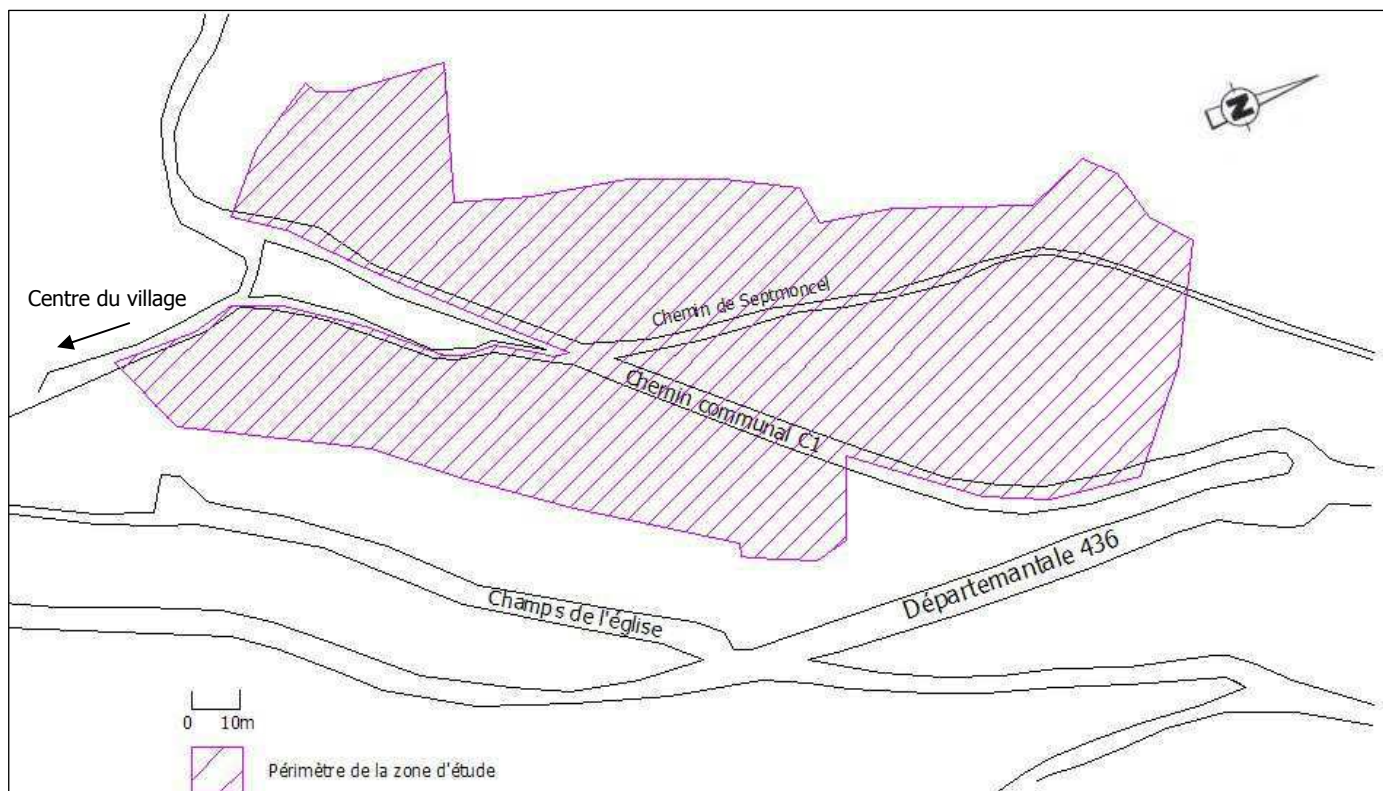 N
Centre du village
Chemin de Septmoncel
Chemin communal C1
Départemantale 436
Champs de l'église
0 10m
Périmètre de la zone d'étude